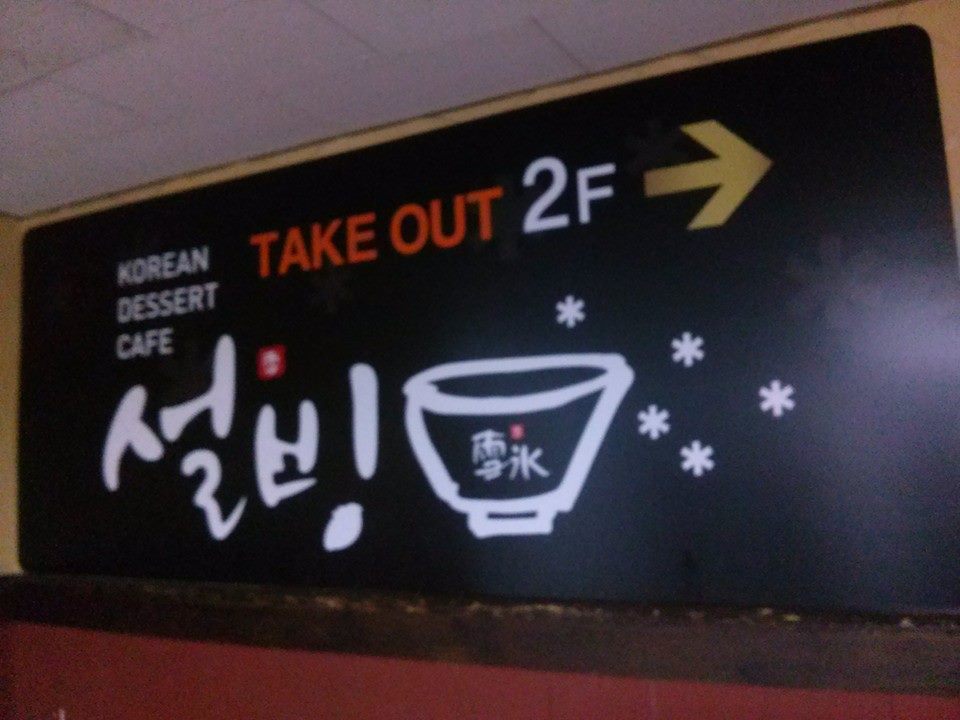 TAKE OUT 2F
KOREAN
DESSERT
CAFE
설빙
雪氷